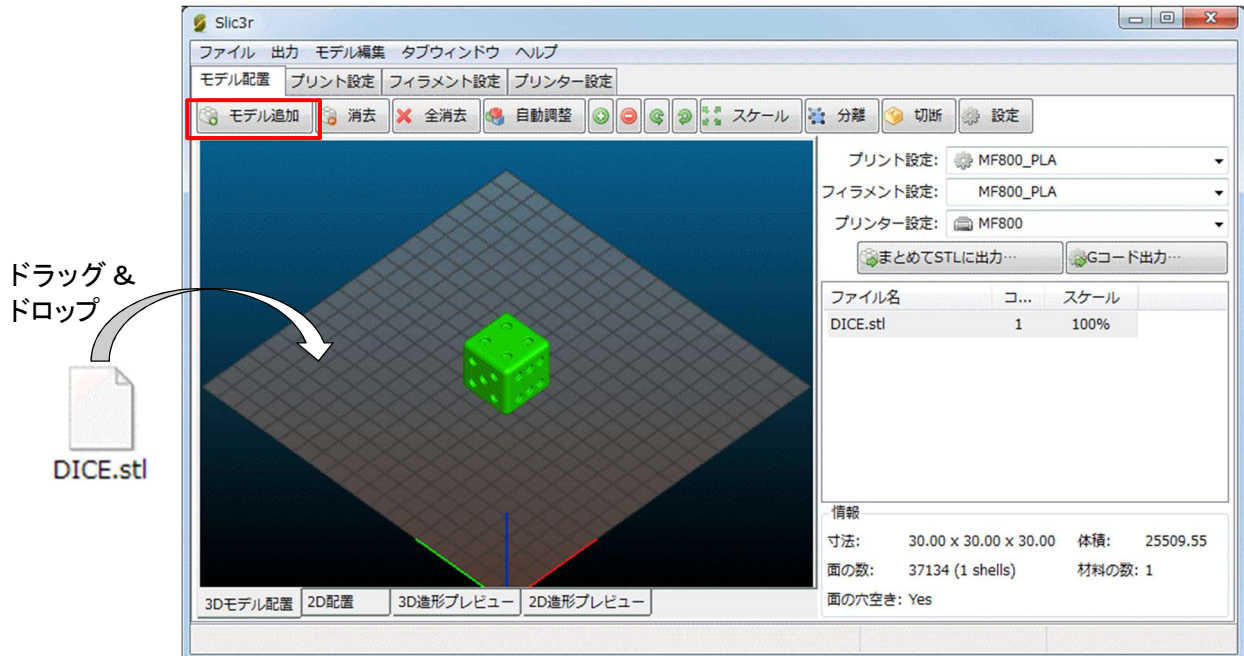 Slic3r
ファイル 出力 モデル編集 タブウィンドウ ヘルプ
モデル配置 プリント設定 フィラメント設定 プリンター設定
モデル追加 消去 全消去 自動調整 スケール 分離 切断 設定
プリント設定: MF800_PLA
フィラメント設定: MF800_PLA
プリンター設定: MF800
まとめてSTLに出力… Gコード出力…
ファイル名 コ... スケール
DICE.stl 1 100%
ドラッグ &
ドロップ
DICE.stl
情報
寸法: 30.00 x 30.00 x 30.00 体積: 25509.55
面の数: 37134 (1 shells) 材料の数: 1
面の穴空き: Yes
3Dモデル配置 2D配置 3D造形プレビュー 2D造形プレビュー